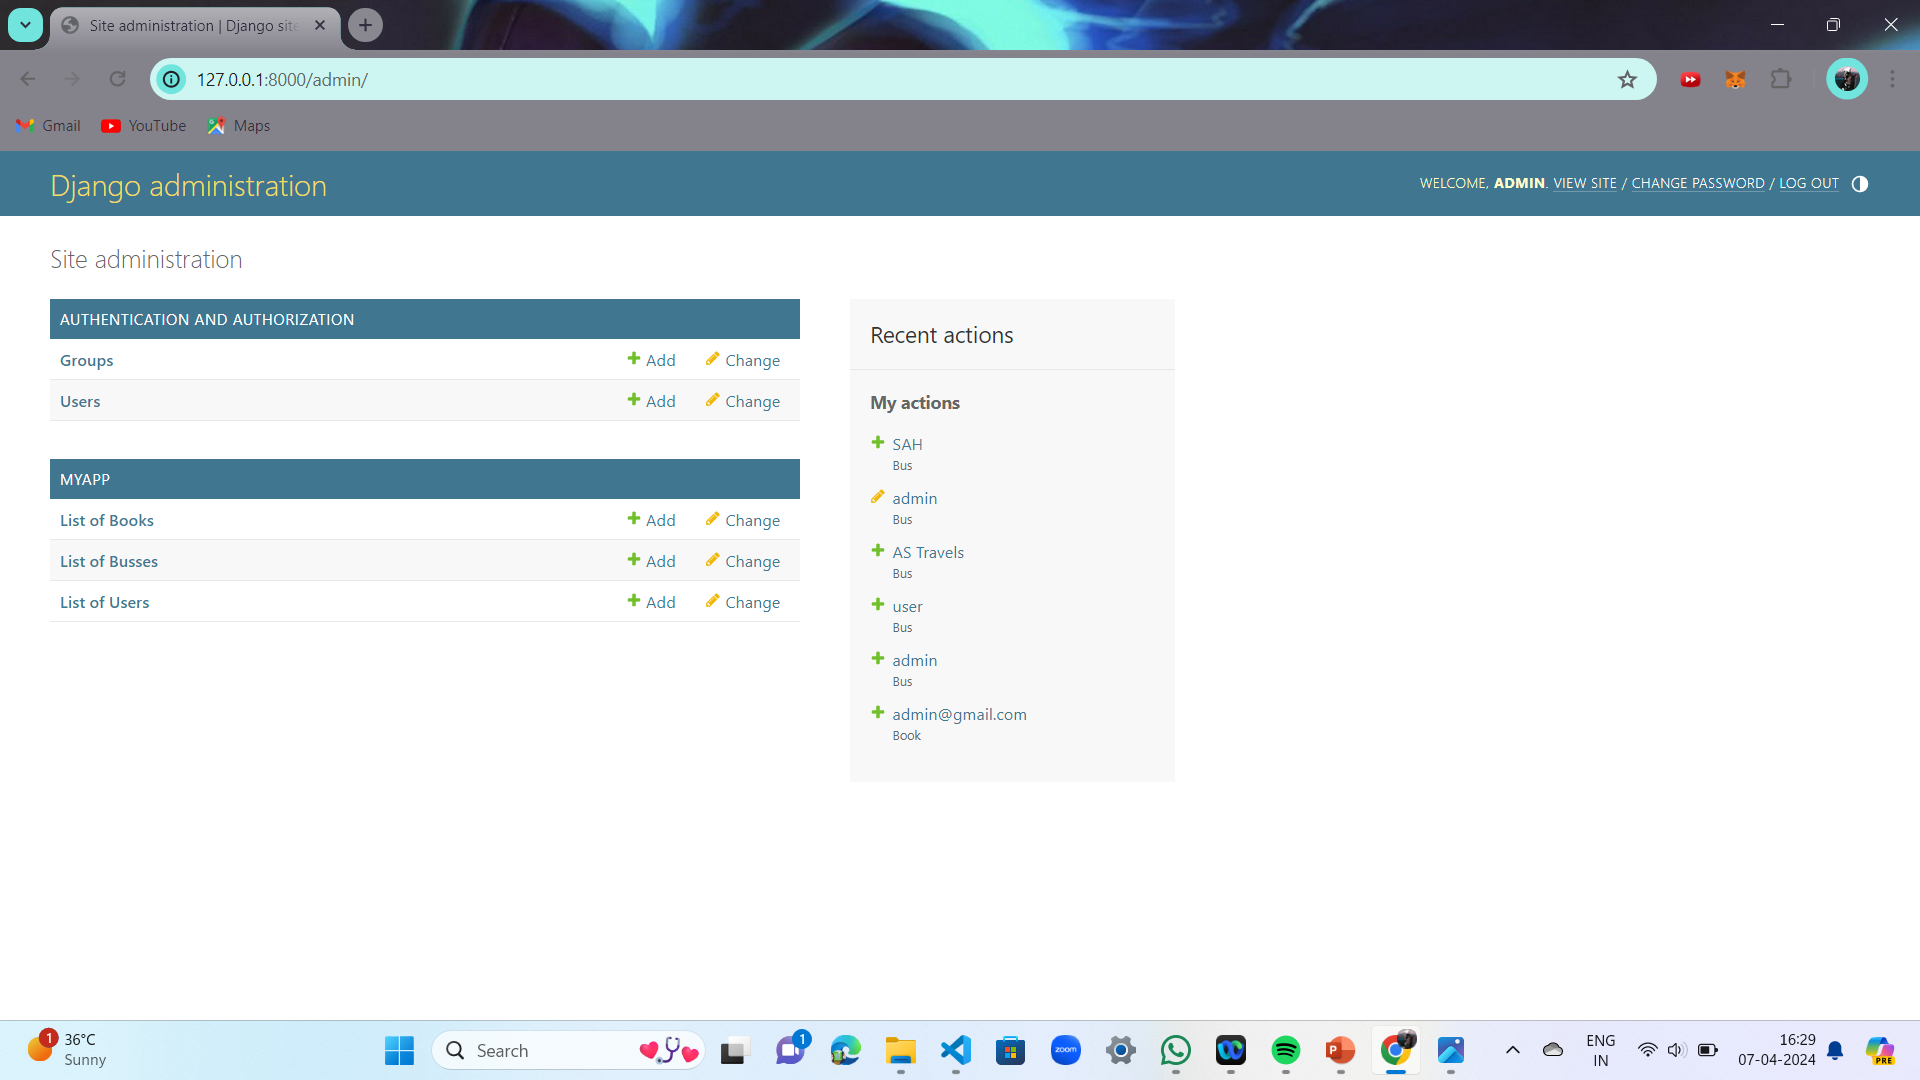 Site administration | Django site
127.0.0.1:8000/admin/
Gmail YouTube Maps
Django administration
WELCOME, ADMIN. VIEW SITE / CHANGE PASSWORD / LOG OUT
Site administration
AUTHENTICATION AND AUTHORIZATION
Groups Add Change
Users Add Change
MYAPP
List of Books Add Change
List of Busses Add Change
List of Users Add Change
Recent actions
My actions
SAH
Bus
admin
Bus
AS Travels
Bus
user
Bus
admin
Bus
admin@gmail.com
Book
1
36°C
Sunny
Search
1
zoom
ENG
IN
16:29
07-04-2024
PRE